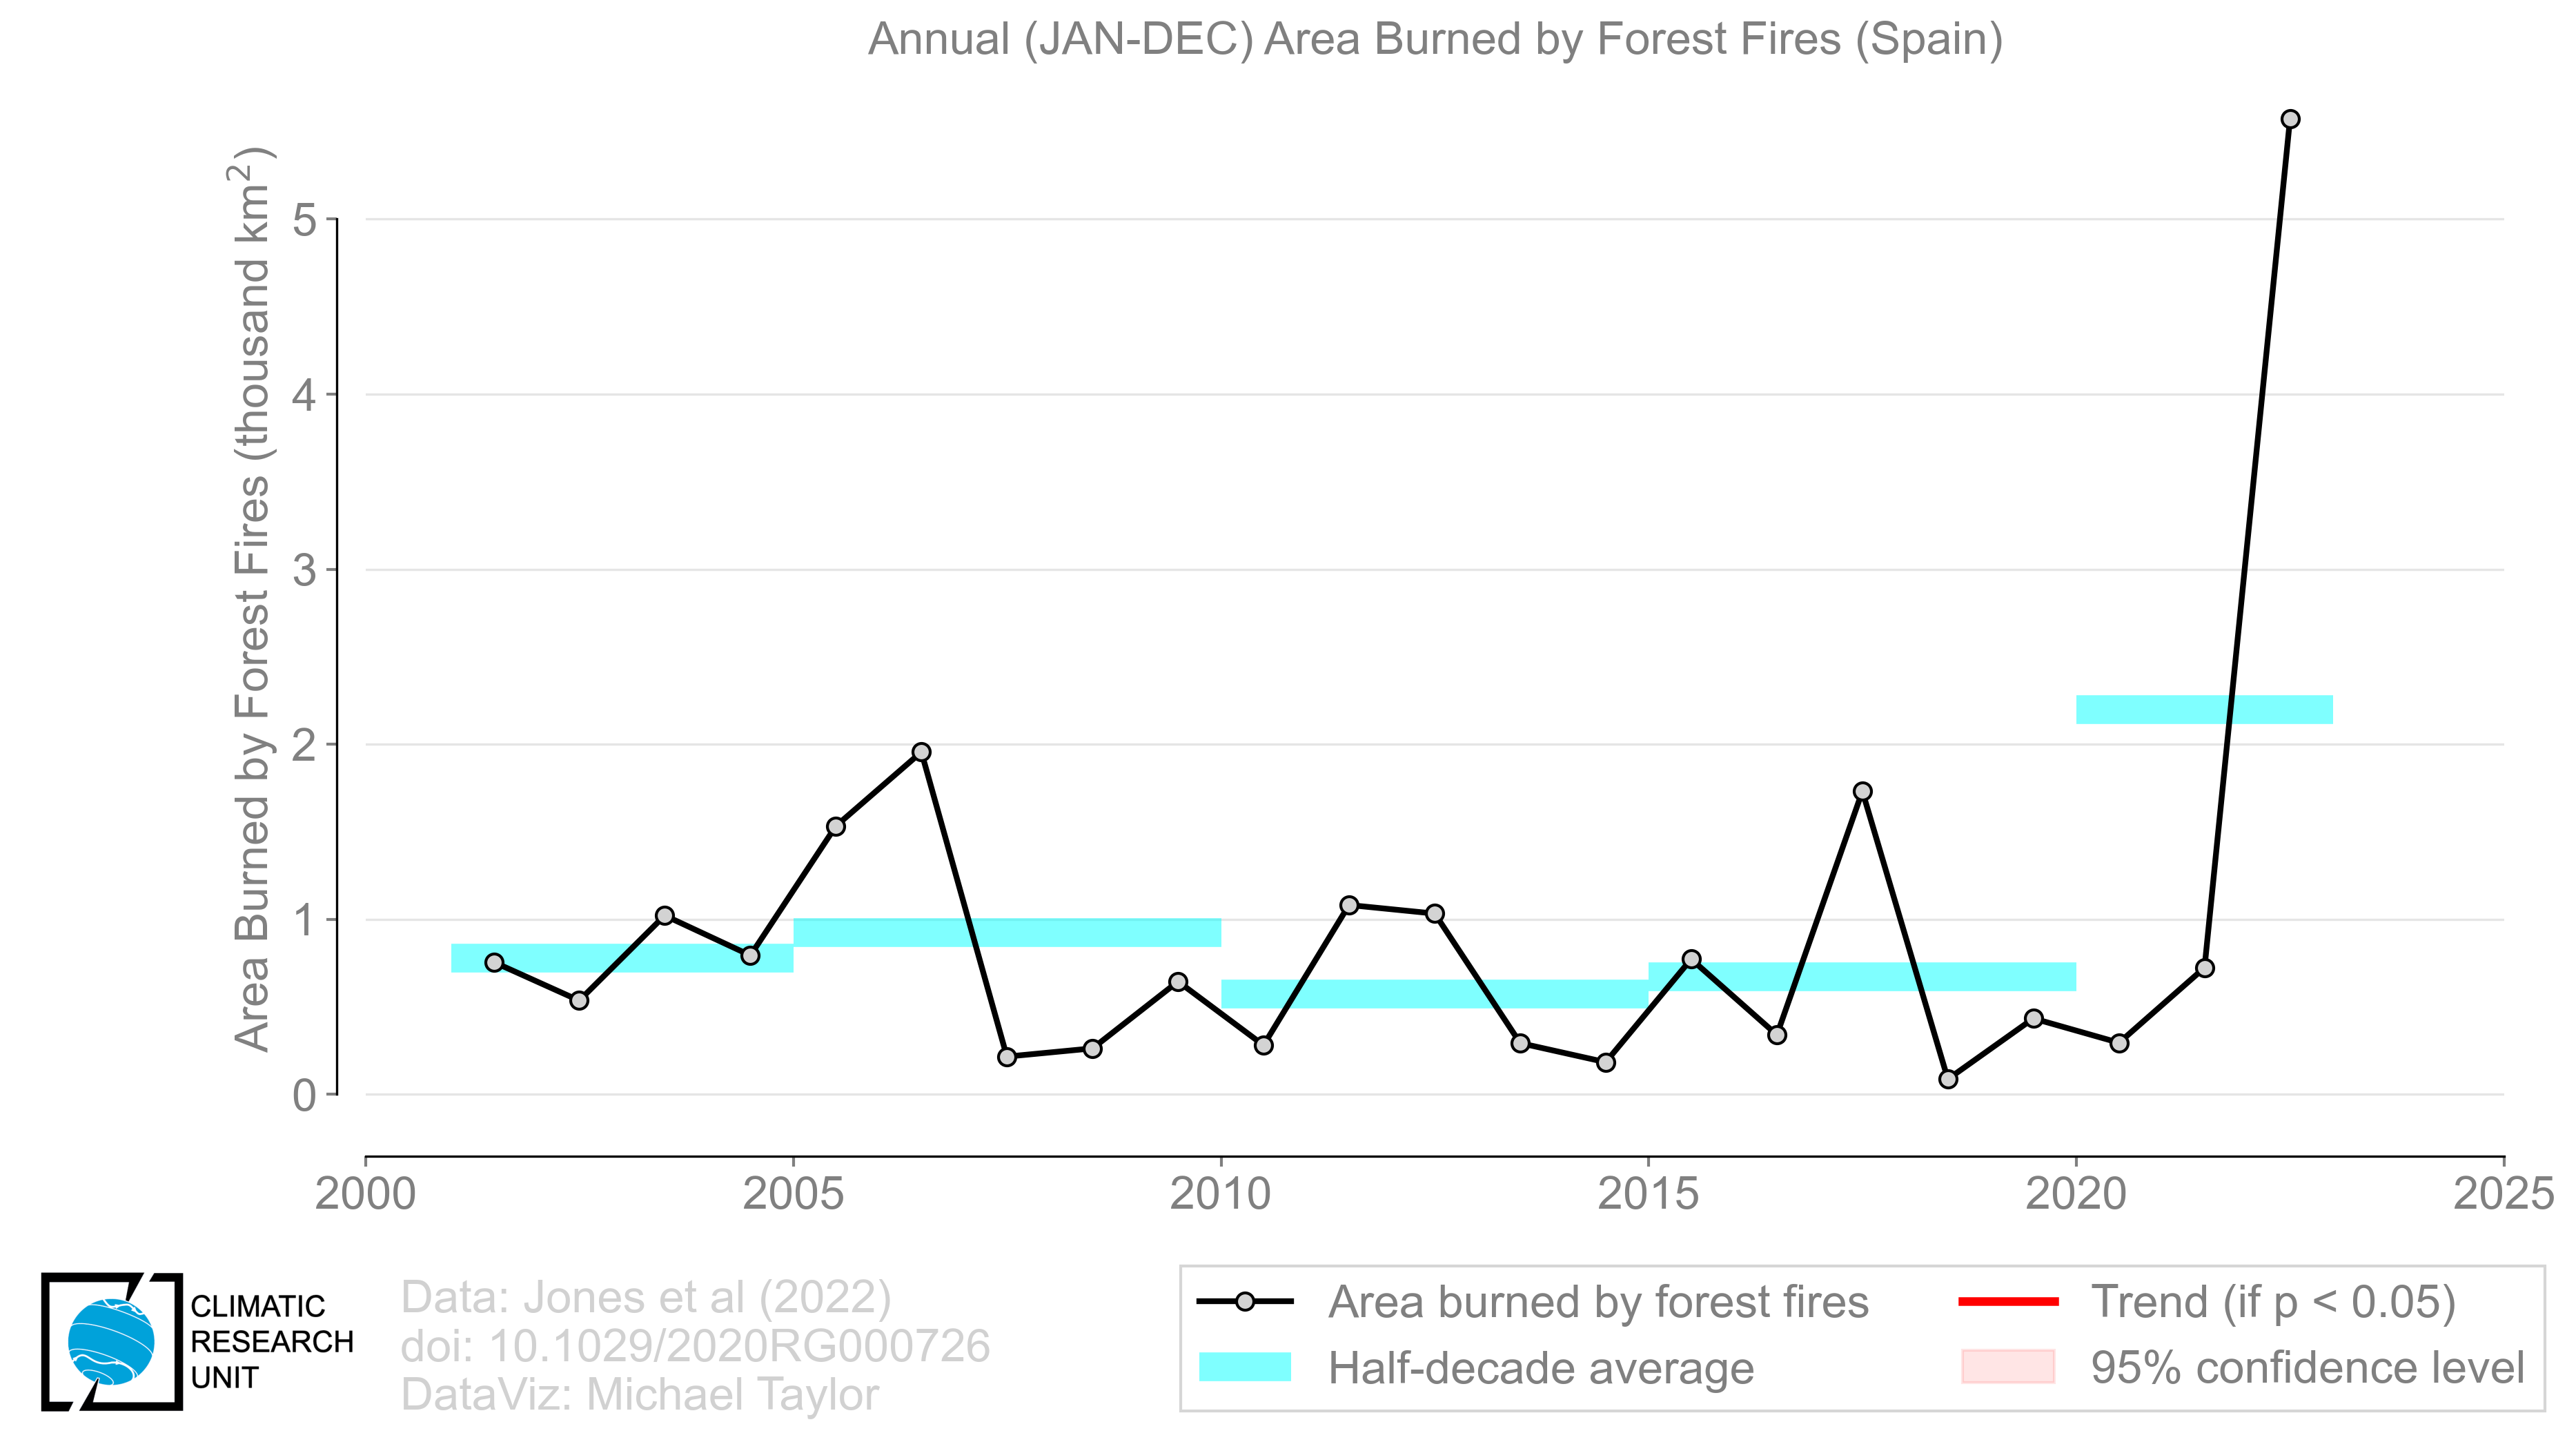 Annual (JAN-DEC) Area Burned by Forest Fires (Spain)
Area Burned by Forest Fires (thousand km²)
5
4
3
2
1
0
2000 2005 2010 2015 2020 2025
CLIMATIC
RESEARCH
UNIT
Data: Jones et al (2022)
doi: 10.1029/2020RG000726
DataViz: Michael Taylor
Area burned by forest fires
Half-decade average
Trend (if p < 0.05)
95% confidence level